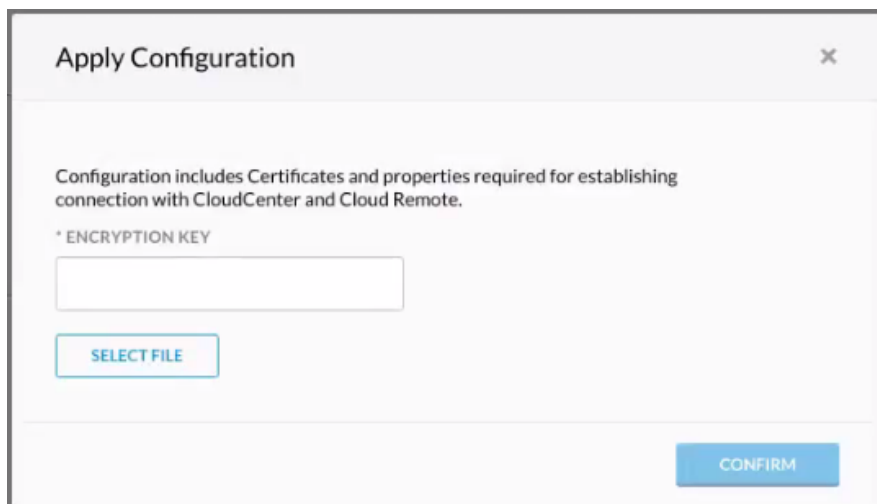 Apply Configuration
Configuration includes Certificates and properties required for establishing
connection with CloudCenter and Cloud Remote.
* ENCRYPTION KEY
SELECT FILE
CONFIRM